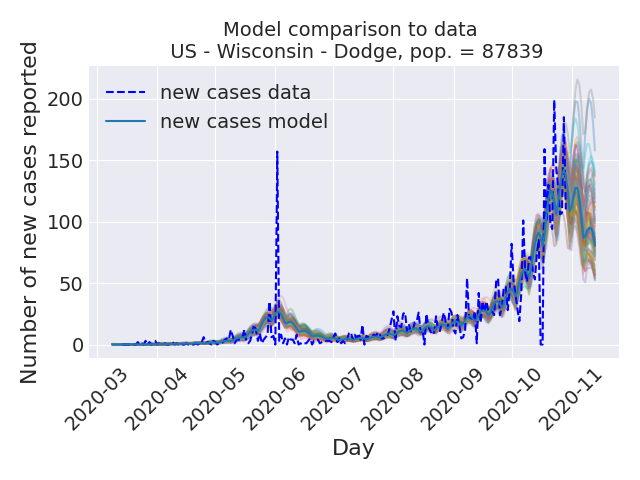 Model comparison to data
US - Wisconsin - Dodge, pop. = 87839
Number of new cases reported
200
150
100
50
0
new cases data
new cases model
2020-03
2020-04
2020-05
2020-06
2020-07
2020-08
2020-09
2020-10
2020-11
Day